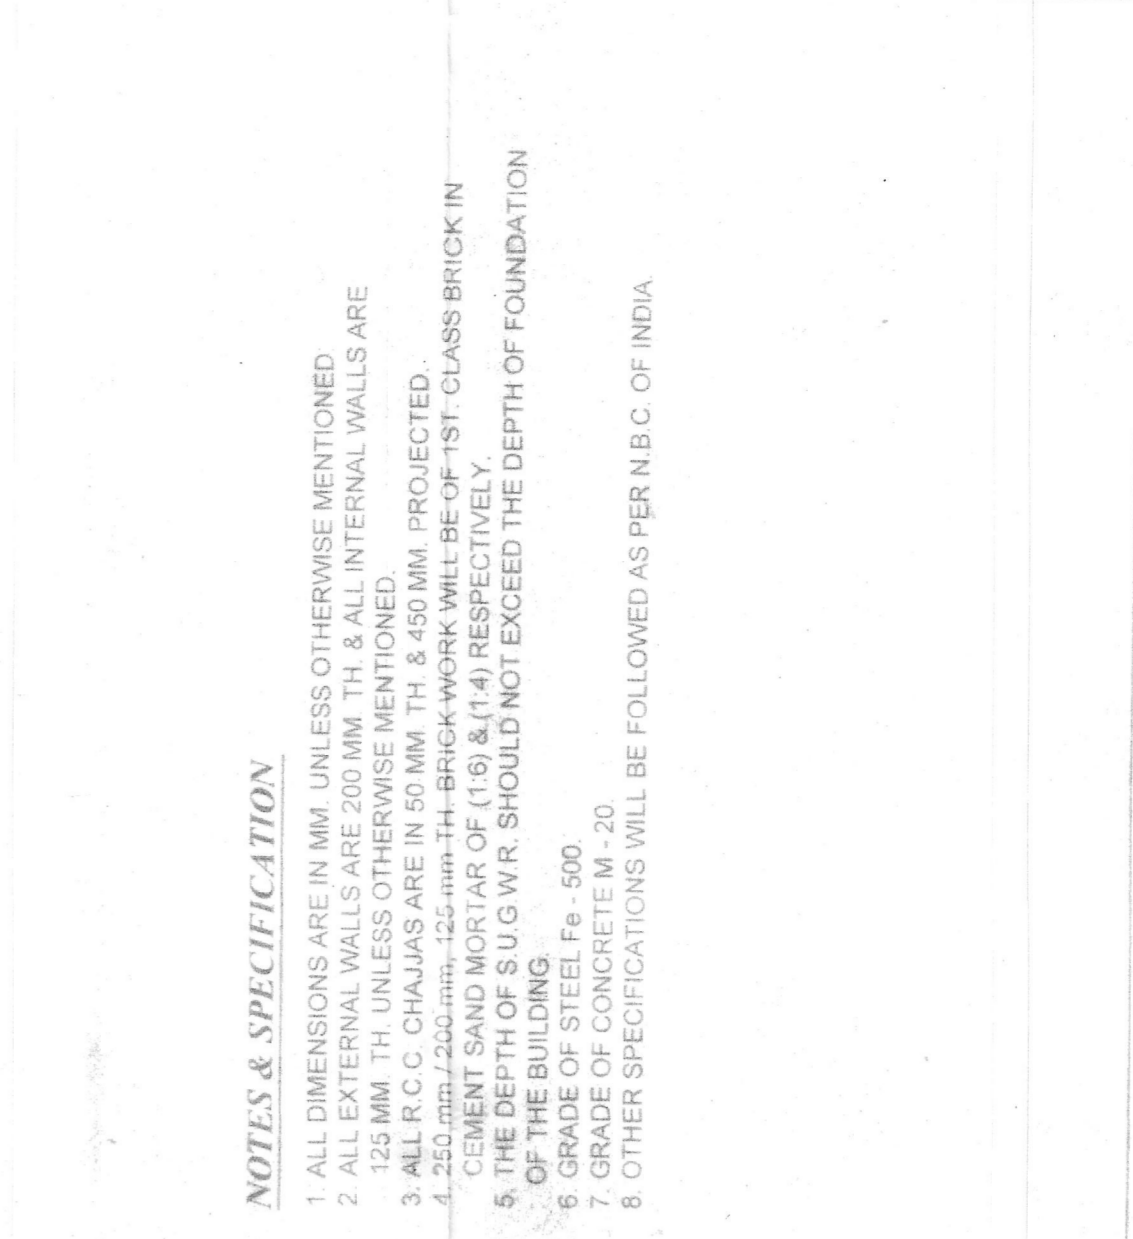 NOTES & SPECIFICATION
1. ALL DIMENSIONS ARE IN MM. UNLESS OTHERWISE MENTIONED
2. ALL EXTERNAL WALLS ARE 200 MM. TH. & ALL INTERNAL WALLS ARE
125 MM. TH. UNLESS OTHERWISE MENTIONED.
3. ALL R.C.C. CHAJJAS ARE IN 50 MM. TH. & 450 MM. PROJECTED.
4. 250 mm / 200 mm, 125 mm TH. BRICK WORK WILL BE OF 1ST. CLASS BRICK IN
CEMENT SAND MORTAR OF (1:6) & (1:4) RESPECTIVELY.
5. THE DEPTH OF S.U.G.W.R. SHOULD NOT EXCEED THE DEPTH OF FOUNDATION
OF THE BUILDING.
6. GRADE OF STEEL Fe - 500.
7. GRADE OF CONCRETE M - 20.
8. OTHER SPECIFICATIONS WILL BE FOLLOWED AS PER N.B.C. OF INDIA.